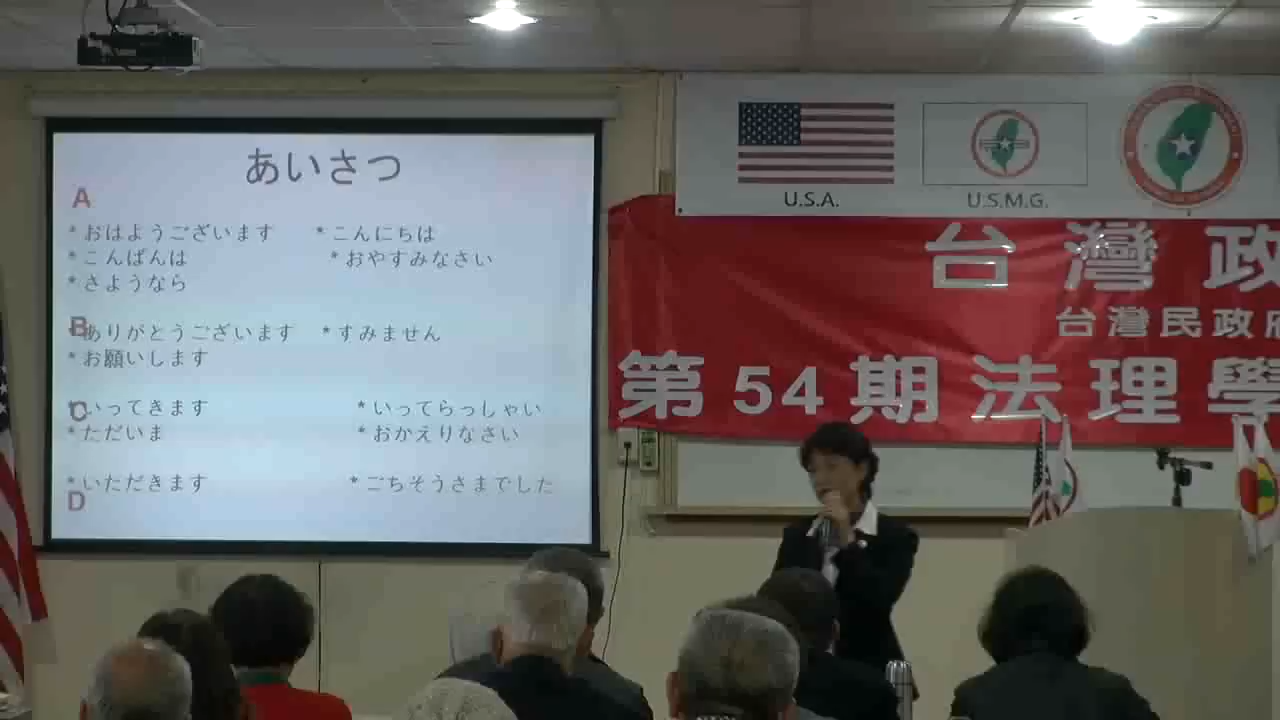 あいさつ
A
*おはようございます *こんにちは
*こんばんは *おやすみなさい
*さようなら
B
*ありがとうございます *すみません
*お願いします
C
*いってきます *いってらっしゃい
*ただいま *おかえりなさい
D
*いただきます *ごちそうさまでした
U.S.A.
U.S.M.G.
台灣政
台灣民政府
第54期法理學